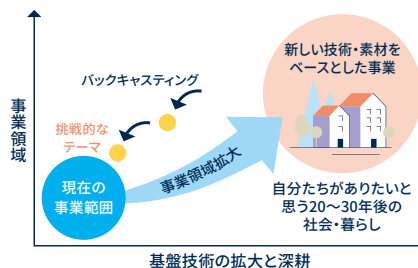 新しい技術・素材を
ベースとした事業
バックキャスティング
事業領域
挑戦的な
テーマ
事業領域拡大
現在の
事業範囲
自分たちがありたいと
思う20〜30年後の
社会・暮らし
基盤技術の拡大と深耕